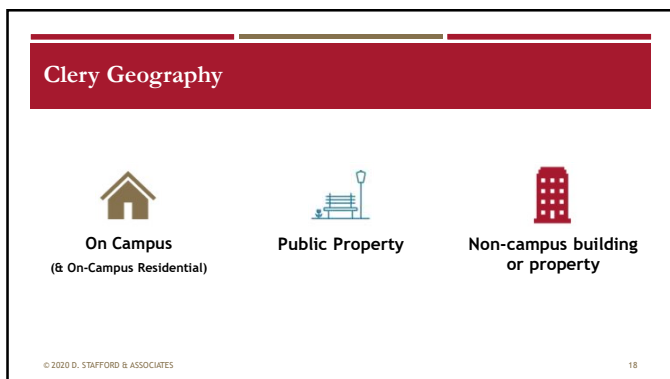 Clery Geography
On Campus
(& On-Campus Residential)
Public Property
Non-campus building
or property
© 2020 D. STAFFORD & ASSOCIATES
18